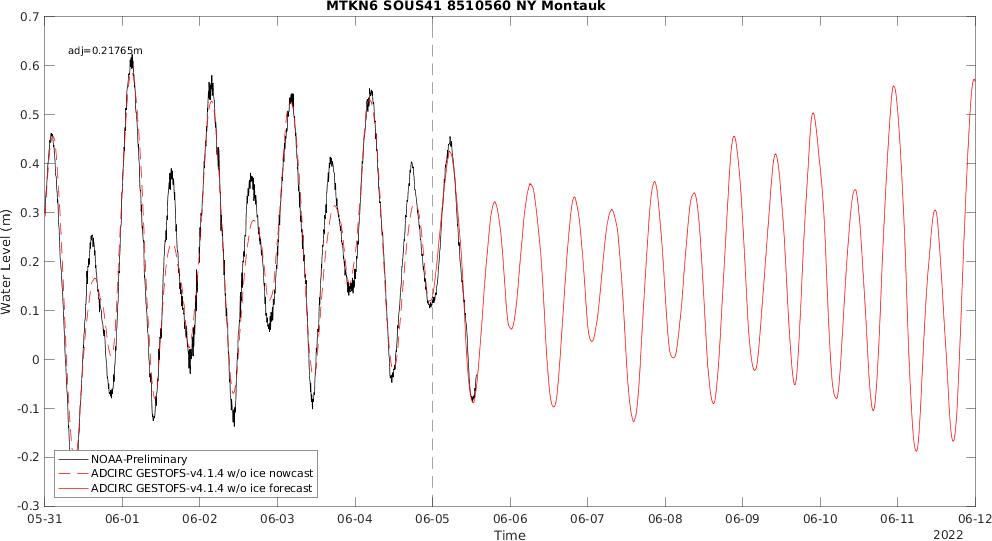 MTKN6 SOUS41 8510560 NY Montauk
0.7
0.6
0.5
0.4
0.3
0.2
0.1
0
-0.1
-0.2
-0.3
Water Level (m)
adj=0.21765m
NOAA-Preliminary
ADCIRC GESTOFS-v4.1.4 w/o ice nowcast
ADCIRC GESTOFS-v4.1.4 w/o ice forecast
05-31 06-01 06-02 06-03 06-04 06-05 06-06 06-07 06-08 06-09 06-10 06-11 06-12
Time
2022